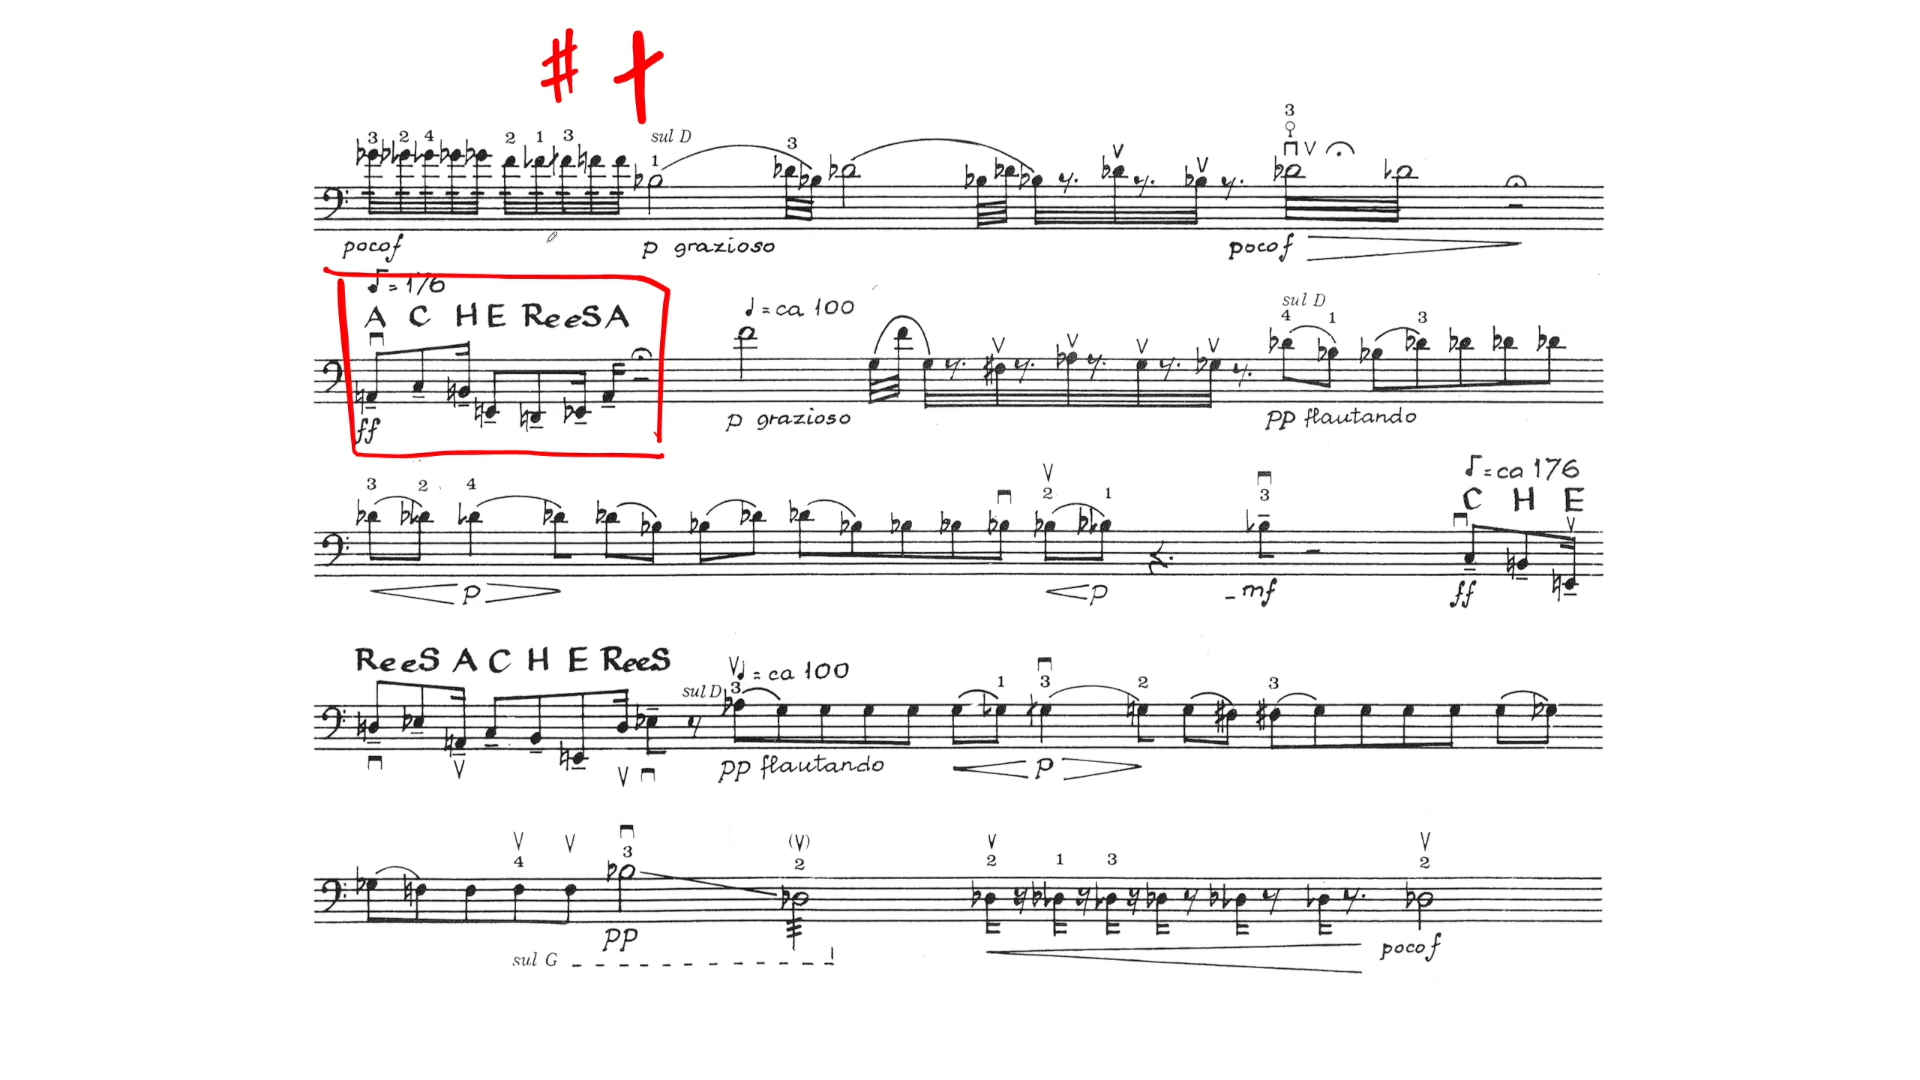 # †
3 2 4 2 1 3 sul D 1 3 V V 3 V
poco f p grazioso poco f
♪ = 176
A C HE ReeSA
♩ = ca 100 sul D 4 1 3
V V V V
ff p grazioso pp flautando
3 2 4 V 2 1 3 ♪ = ca 176
C H E
V
p p mf ff
ReeS A C H E ReeS
sul D V 3 ♩ = ca 100 1 3 2 3
V V pp flautando p
V 4 V 3 (V) 2 V 2 1 3 V 2
pp poco f
sul G